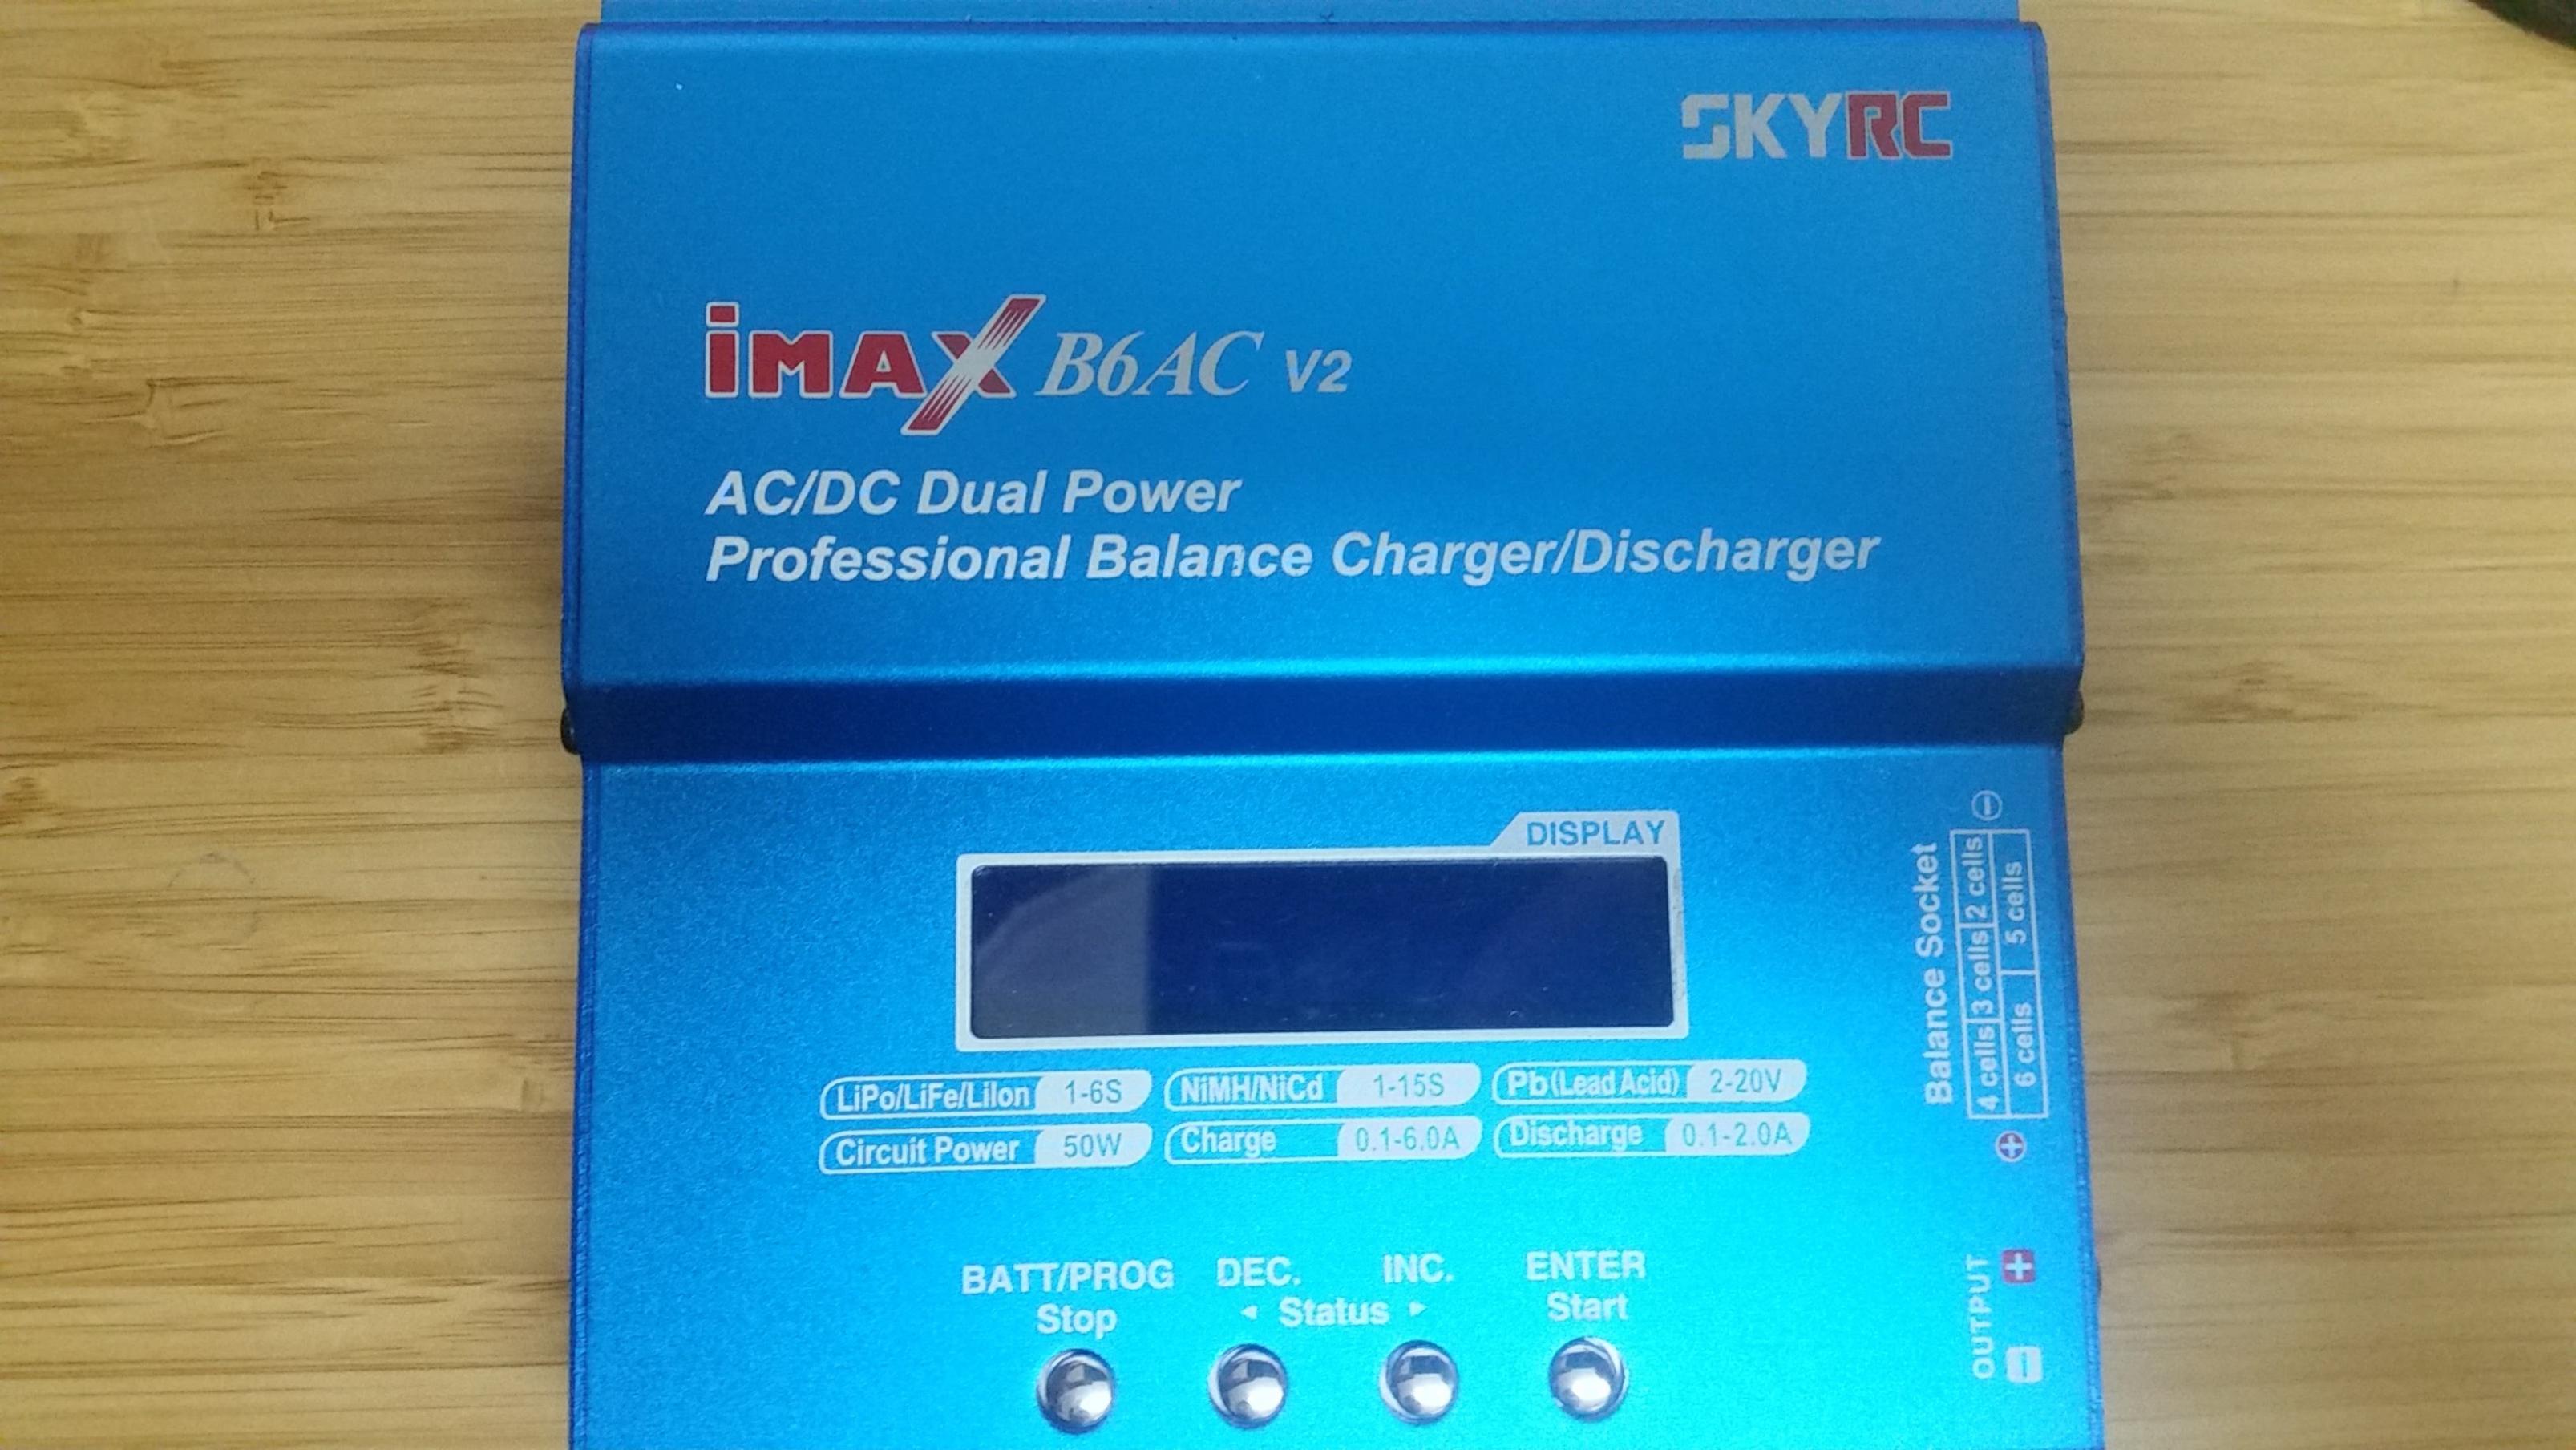 SKYRC
iMAX B6AC V2
AC/DC Dual Power
Professional Balance Charger/Discharger
DISPLAY
LiPo/LiFe/LiIon 1-6S NiMH/NiCd 1-15S Pb(Lead Acid) 2-20V
Circuit Power 50W Charge 0.1-6.0A Discharge 0.1-2.0A
BATT/PROG DEC. INC. ENTER
Stop ◂ Status ▸ Start
Balance Socket
4 cells 3 cells 2 cells
6 cells 5 cells
OUTPUT